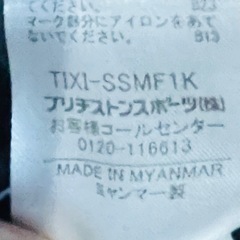 てください。 823
マーク部分にアイロンをあて
ないでください。 B13
TIXI-SSMF1K
ブリヂストンスポーツ(株)
お客様コールセンター
0120-116613
MADE IN MYANMAR
ミャンマー製